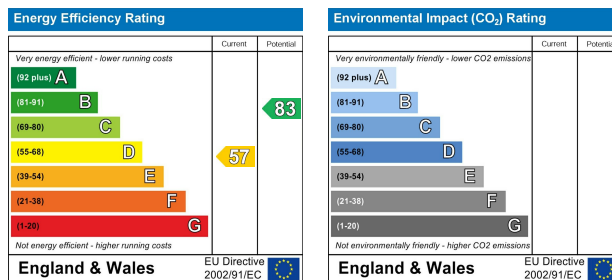 Energy Efficiency Rating
Current Potential
Very energy efficient - lower running costs
(92 plus) A
(81-91) B
(69-80) C
(55-68) D
(39-54) E
(21-38) F
(1-20) G
83
57
Not energy efficient - higher running costs
England & Wales
EU Directive
2002/91/EC
Environmental Impact (CO₂) Rating
Current Potential
Very environmentally friendly - lower CO2 emissions
(92 plus) A
(81-91) B
(69-80) C
(55-68) D
(39-54) E
(21-38) F
(1-20) G
Not environmentally friendly - higher CO2 emissions
England & Wales
EU Directive
2002/91/EC